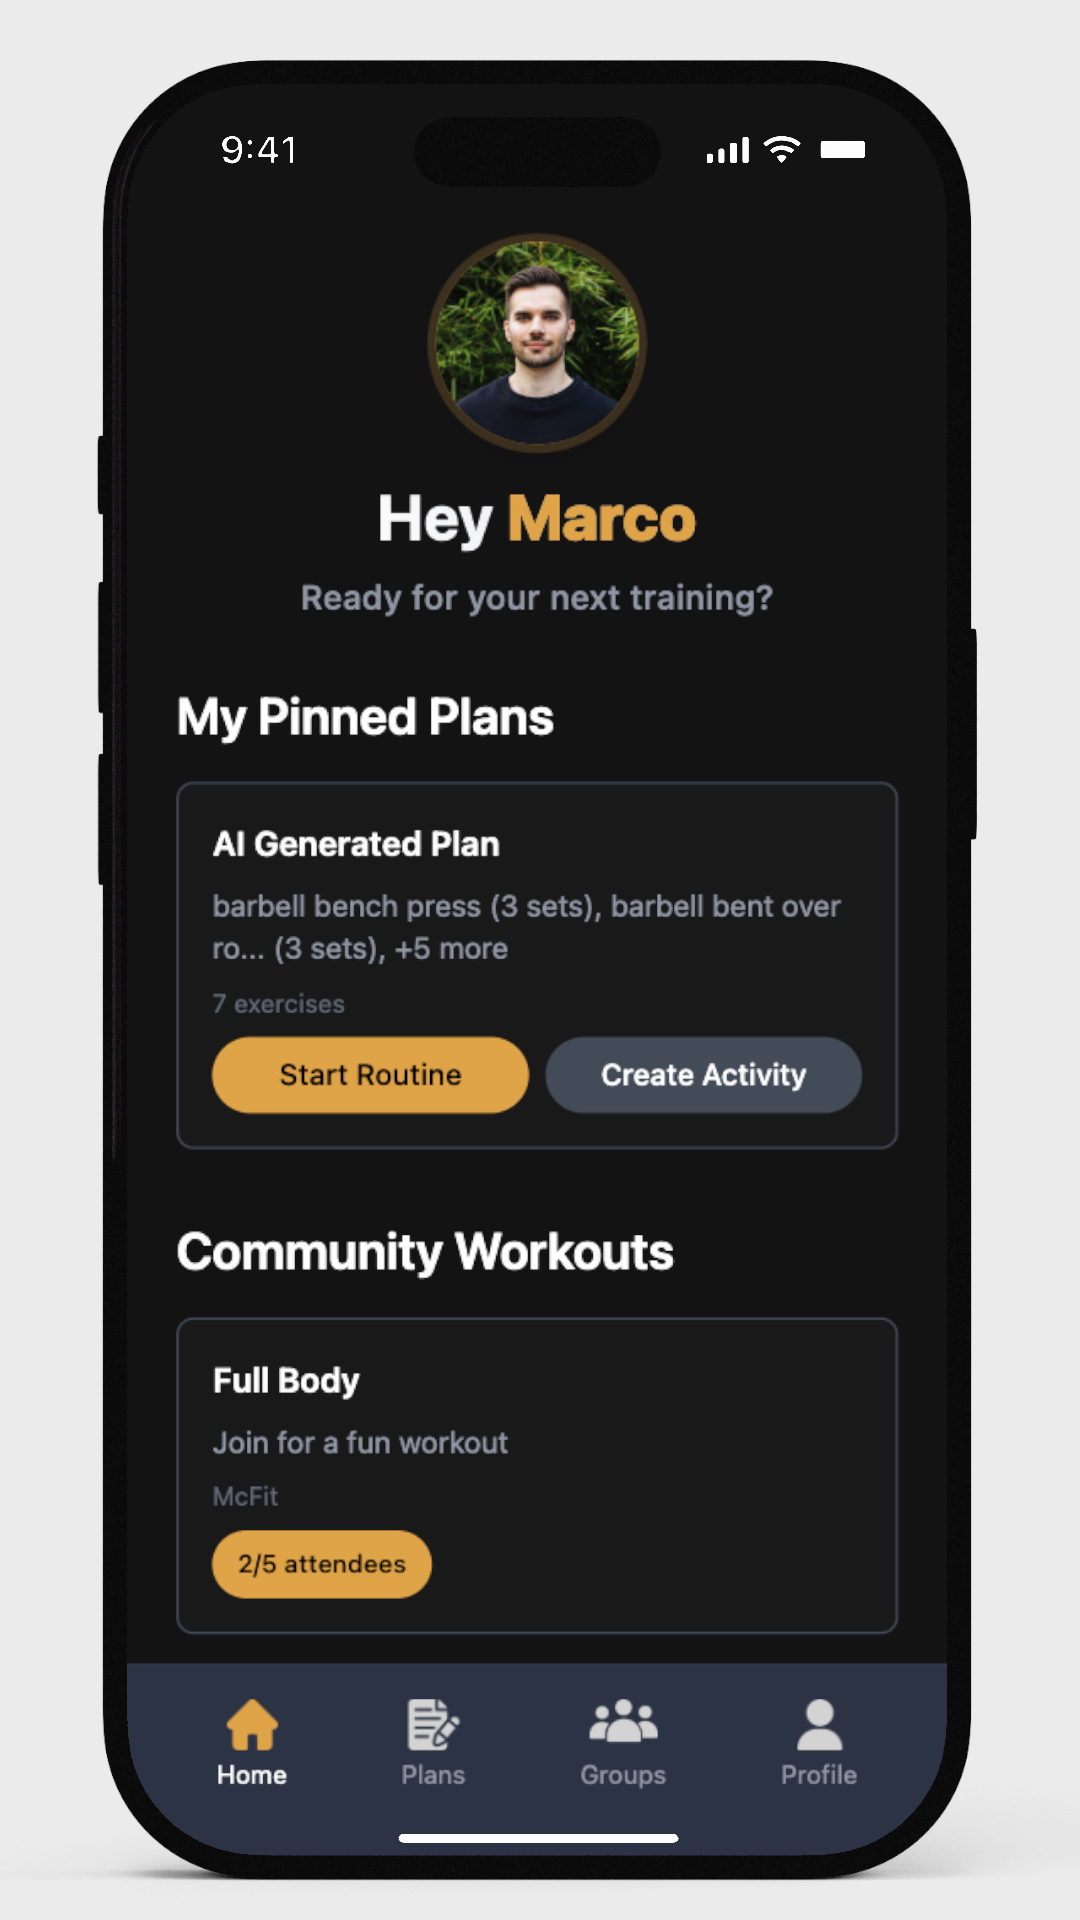 9:41
Hey Marco
Ready for your next training?
My Pinned Plans
AI Generated Plan
barbell bench press (3 sets), barbell bent over
ro... (3 sets), +5 more
7 exercises
Start Routine
Create Activity
Community Workouts
Full Body
Join for a fun workout
McFit
2/5 attendees
Home
Plans
Groups
Profile